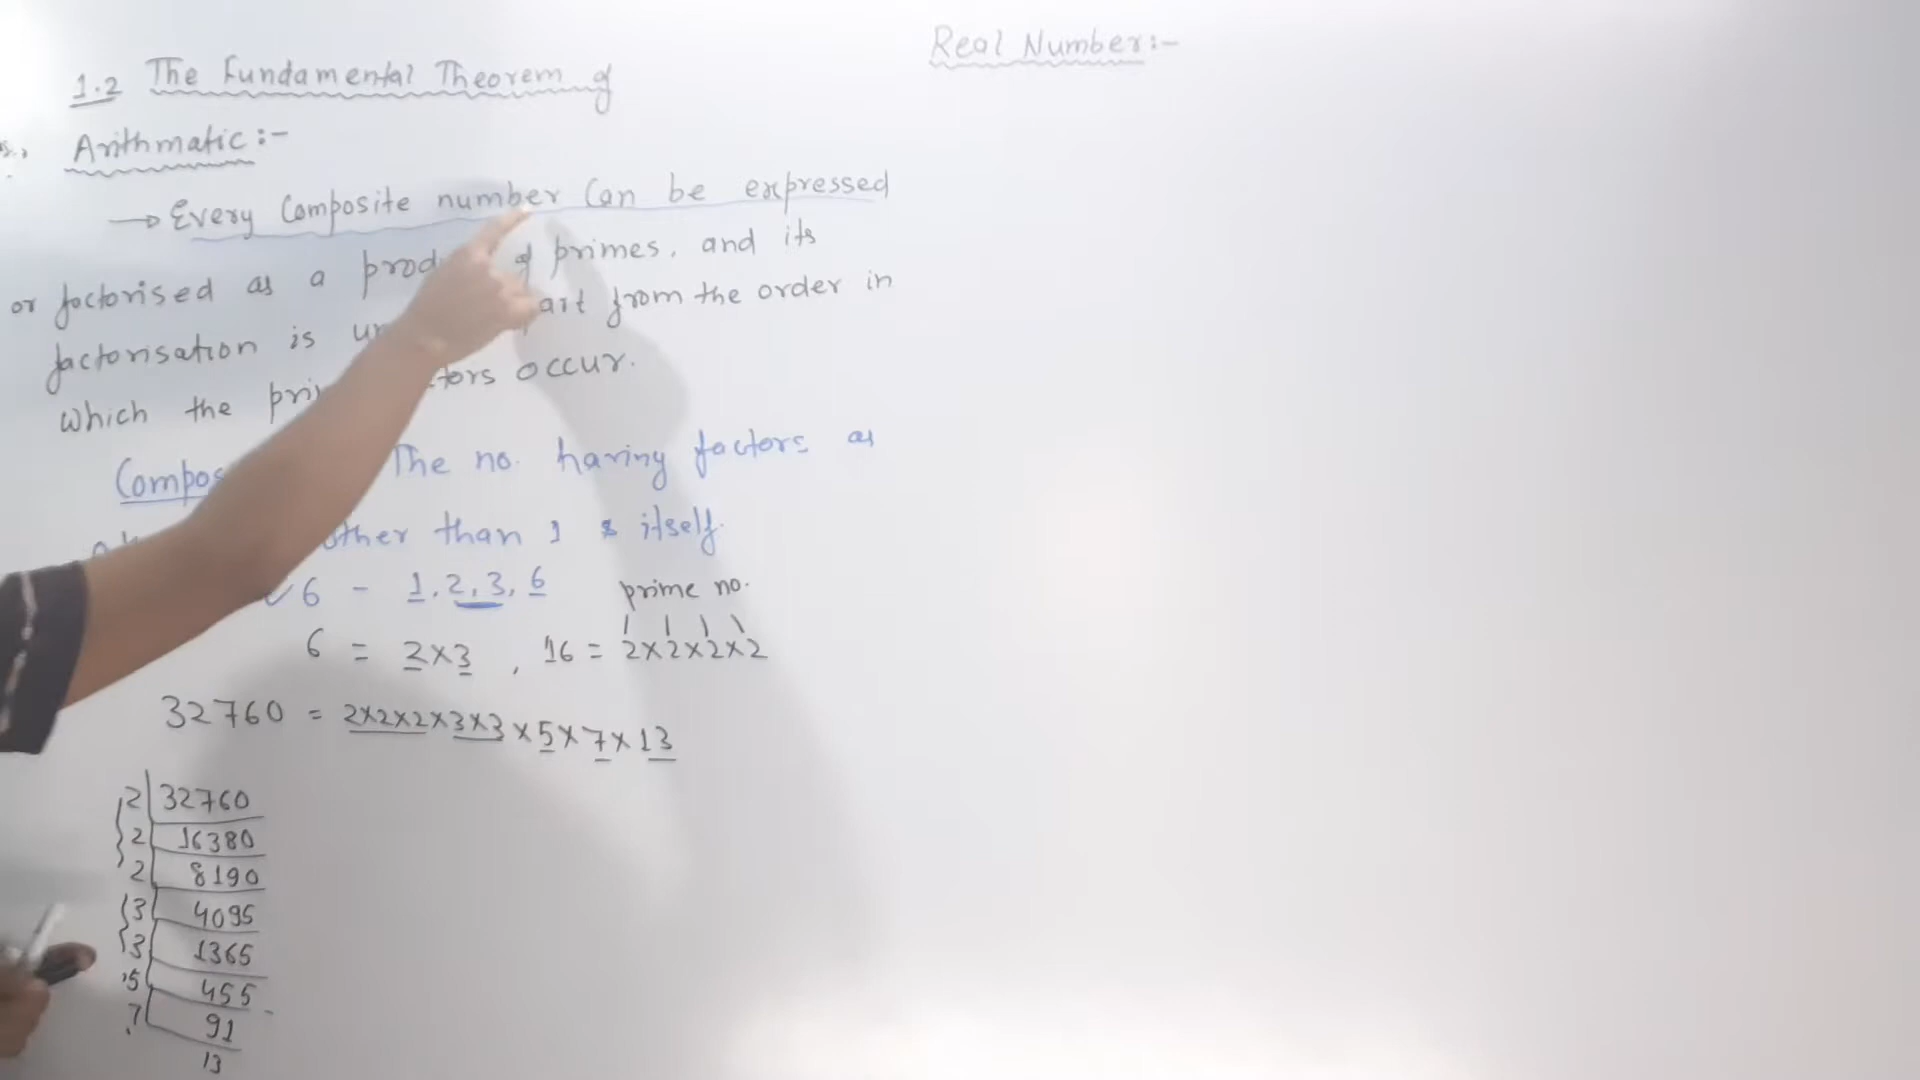 Real Number:-
1.2 The Fundamental Theorem of
Arithmatic:-
→ Every Composite number Can be expressed
or factorised as a prod of primes, and its
factorisation is from the order in
Which the occur.
The no. having factors as
other than 1 & itself.
✓6 - 1, 2, 3, 6 prime no.
6 = 2×3, 16 = 2×2×2×2
32760 = 2×2×2×3×3×5×7×13
2 32760
2 16380
2 8190
3 4095
3 1365
5 455
7 91
13